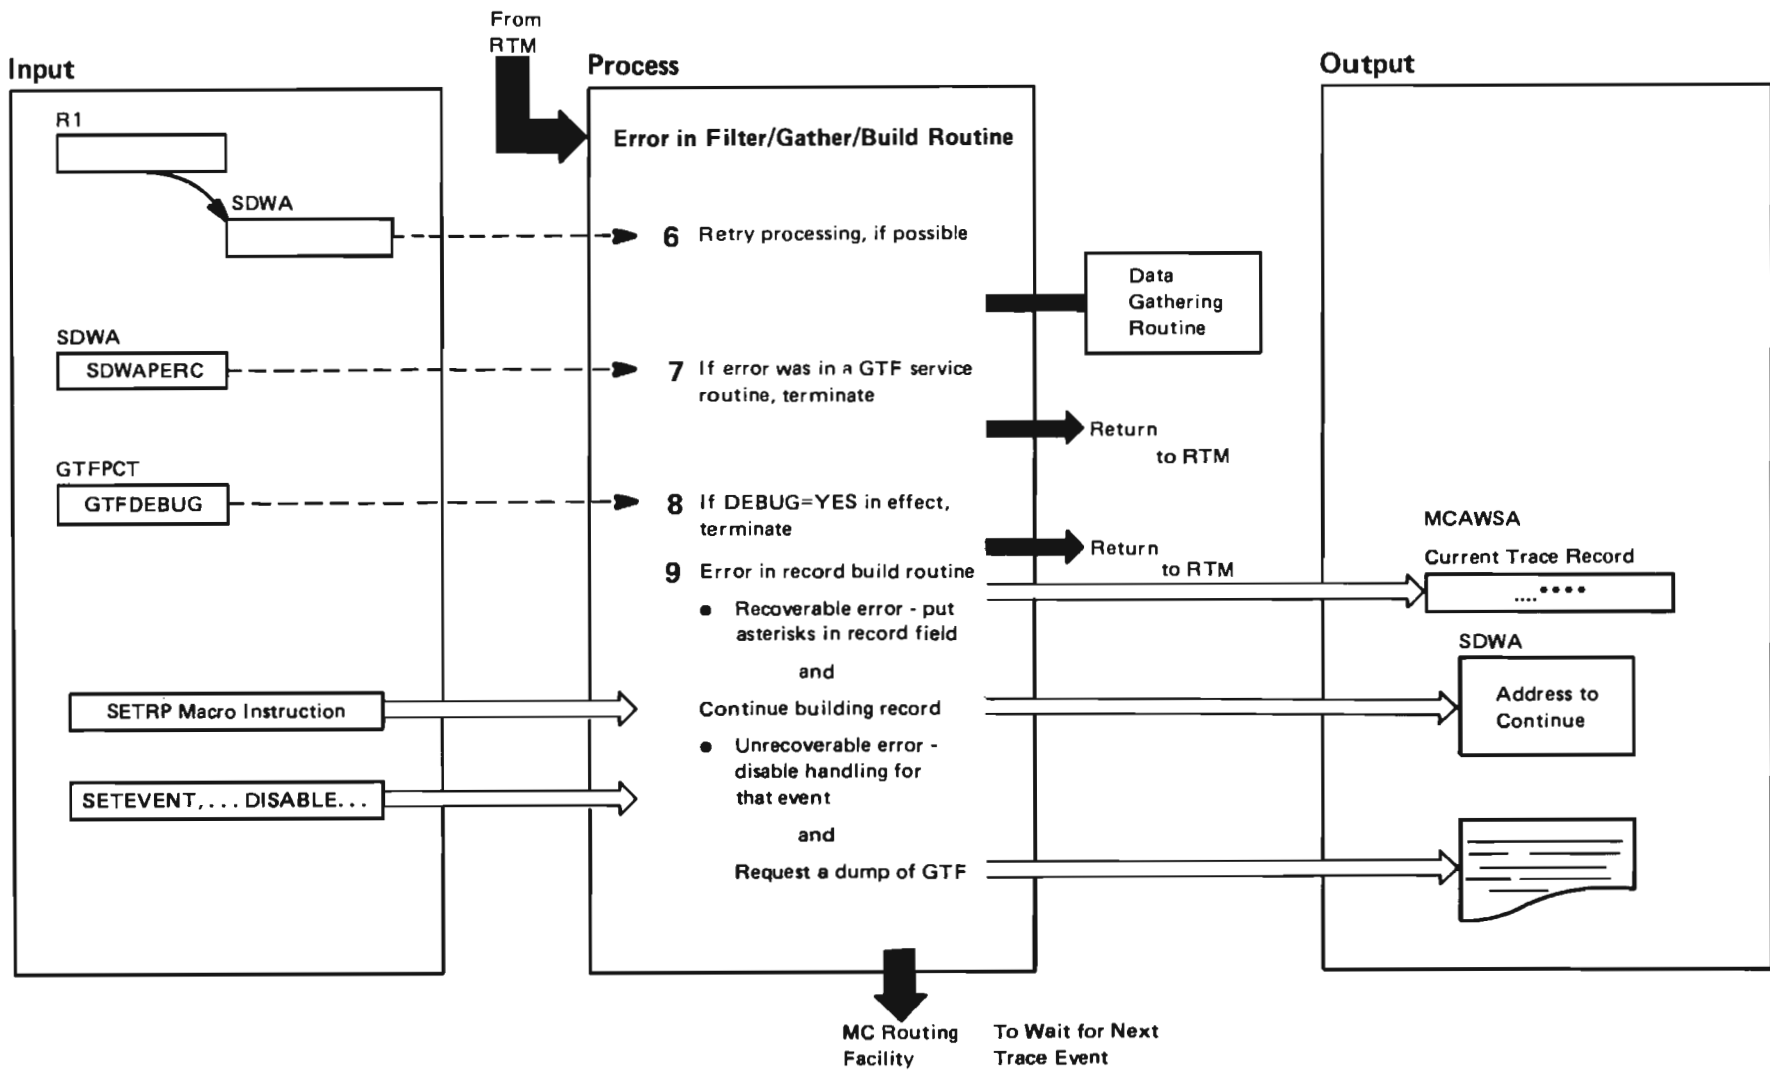 From
RTM
Input
Process
Output
R1
SDWA
Error in Filter/Gather/Build Routine
6 Retry processing, if possible
Data
Gathering
Routine
SDWA
SDWAPERC
7 If error was in a GTF service
routine, terminate
Return
to RTM
GTFPCT
GTFDEBUG
8 If DEBUG=YES in effect,
terminate
Return
to RTM
MCAWSA
Current Trace Record
....****
9 Error in record build routine
• Recoverable error - put
asterisks in record field
and
SETRP Macro Instruction
Continue building record
SDWA
Address to
Continue
• Unrecoverable error -
disable handling for
that event
SETEVENT,...DISABLE...
and
Request a dump of GTF
MC Routing
Facility
To Wait for Next
Trace Event